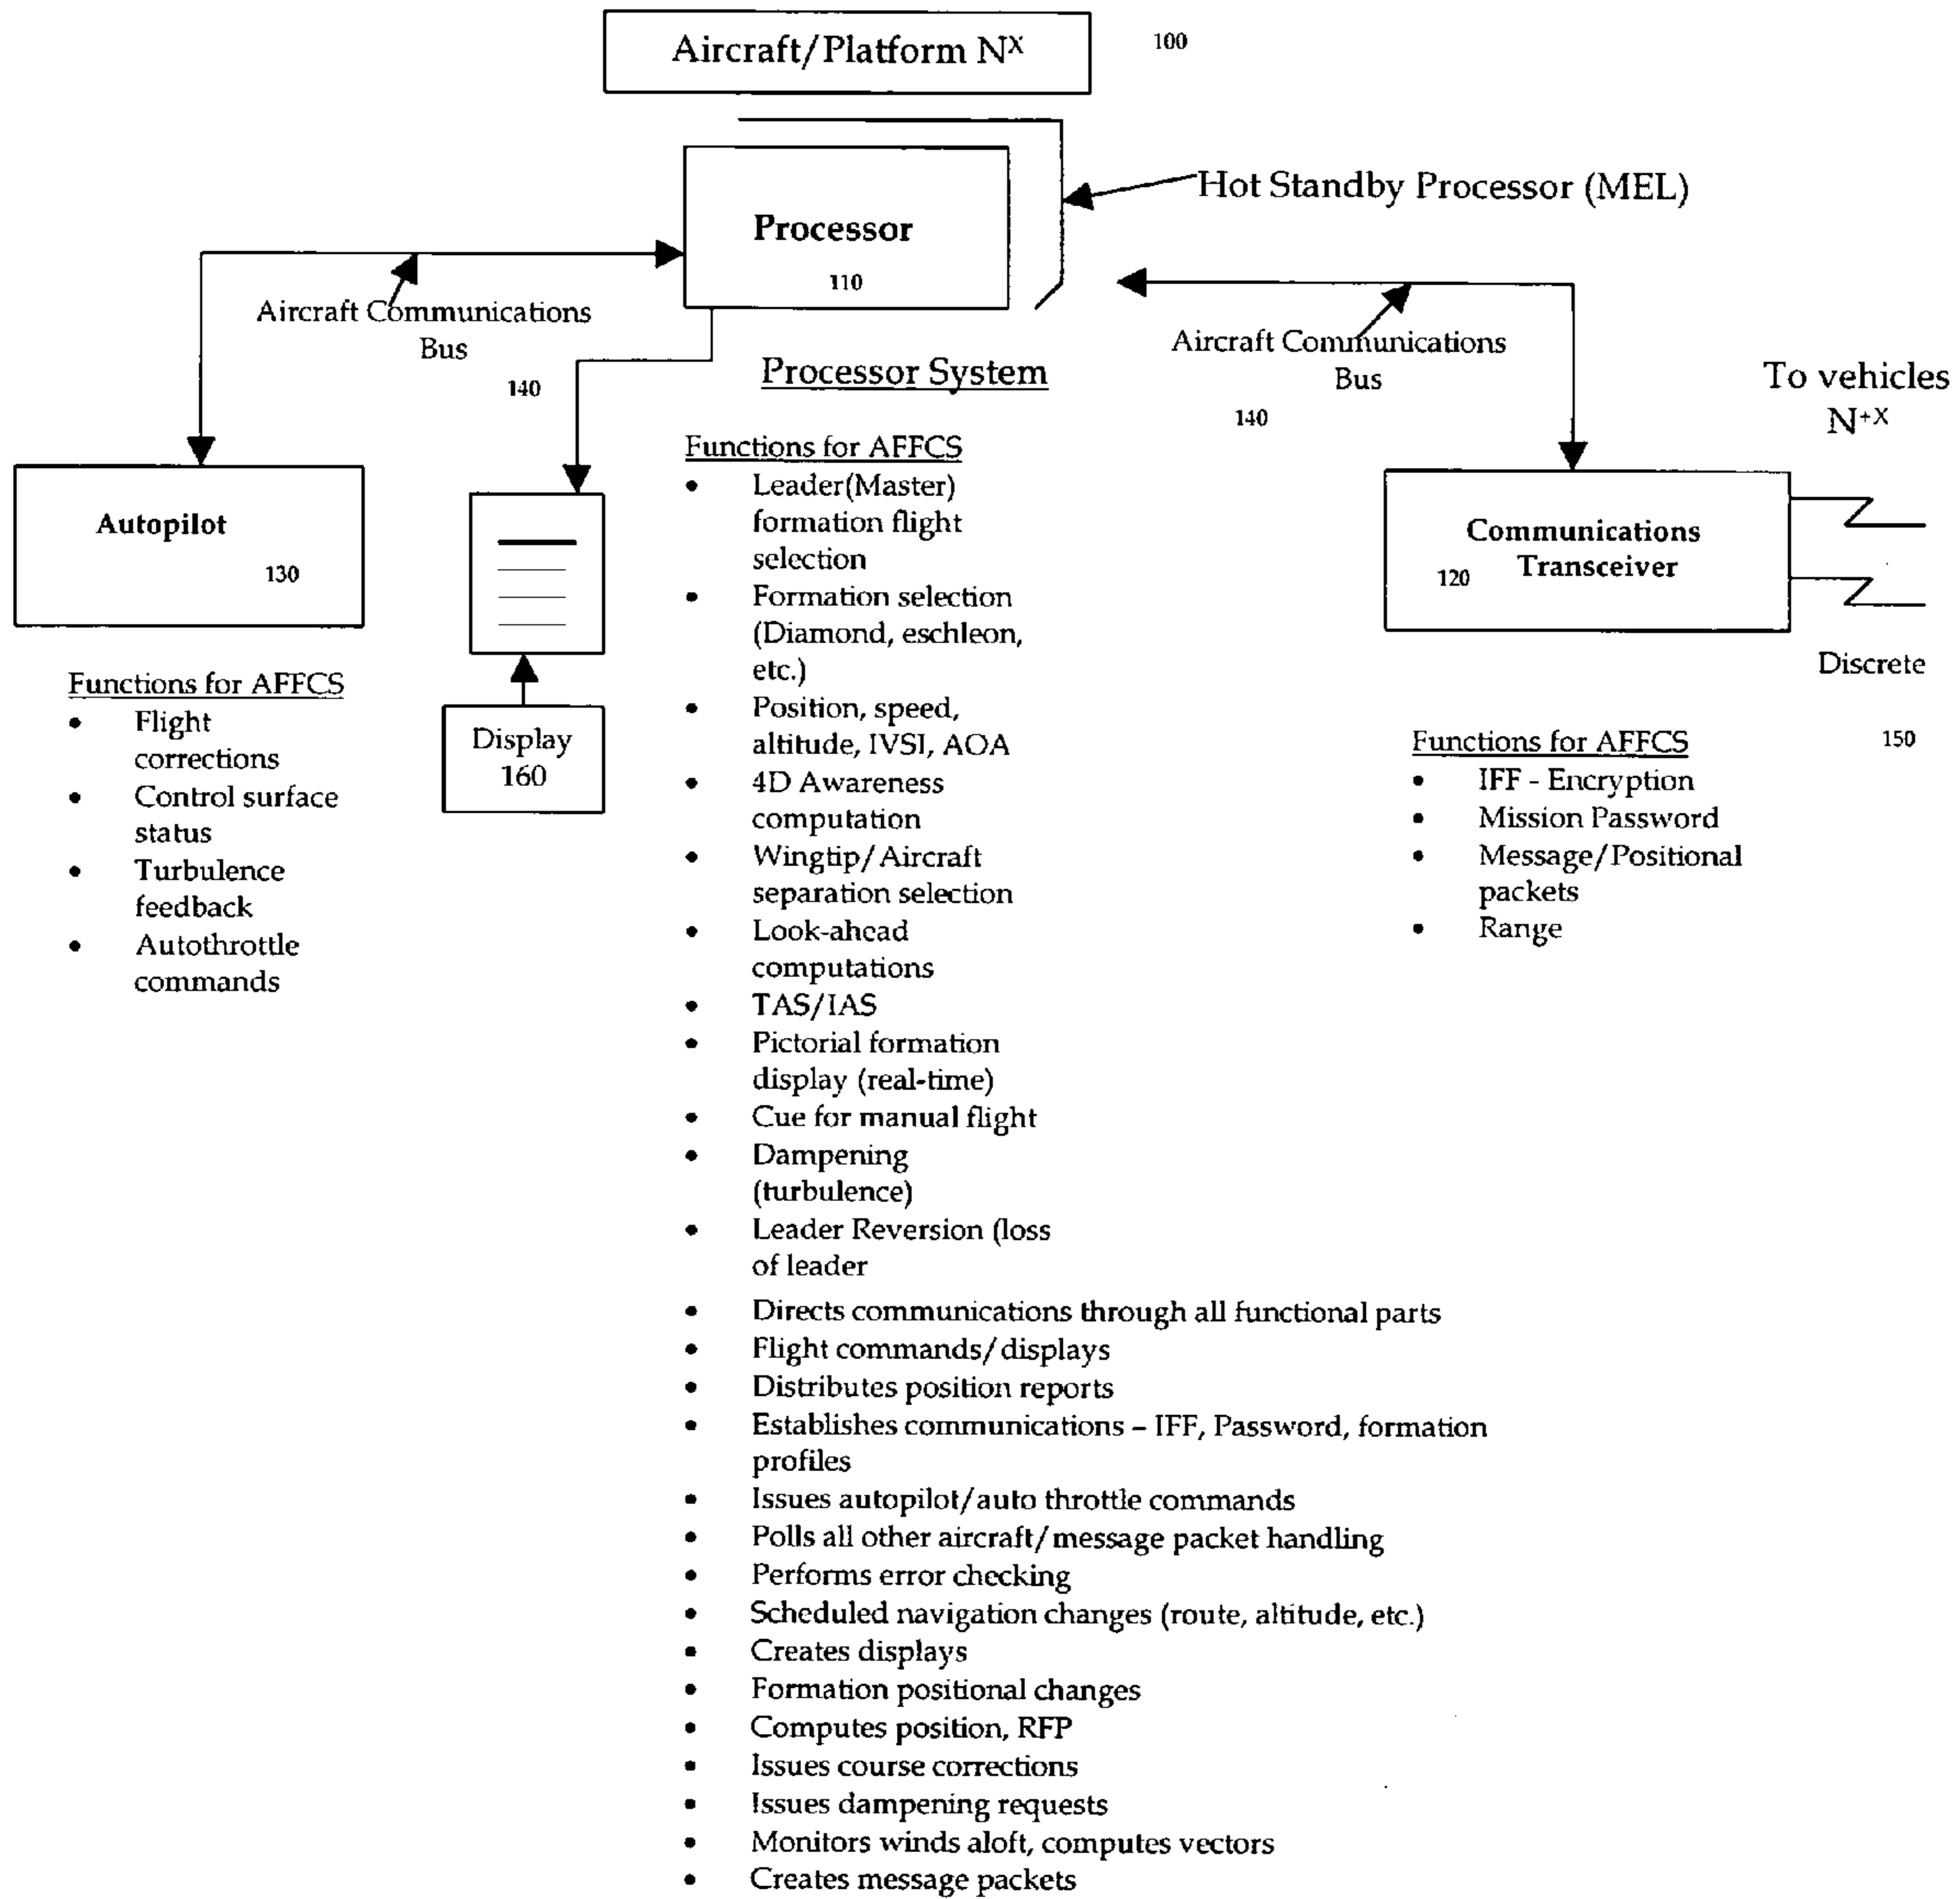 Aircraft/Platform N^X
100
Hot Standby Processor (MEL)
Processor
110
Aircraft Communications
Bus
140
Processor System
Aircraft Communications
Bus
140
To vehicles
N^+X
Autopilot
130
Communications
Transceiver
120
Discrete
150
Display
160
Functions for AFFCS
• Flight
corrections
• Control surface
status
• Turbulence
feedback
• Autothrottle
commands
Functions for AFFCS
• Leader(Master)
formation flight
selection
• Formation selection
(Diamond, eschleon,
etc.)
• Position, speed,
altitude, IVSI, AOA
• 4D Awareness
computation
• Wingtip/Aircraft
separation selection
• Look-ahead
computations
• TAS/IAS
• Pictorial formation
display (real-time)
• Cue for manual flight
• Dampening
(turbulence)
• Leader Reversion (loss
of leader
• Directs communications through all functional parts
• Flight commands/displays
• Distributes position reports
• Establishes communications – IFF, Password, formation
profiles
• Issues autopilot/auto throttle commands
• Polls all other aircraft/message packet handling
• Performs error checking
• Scheduled navigation changes (route, altitude, etc.)
• Creates displays
• Formation positional changes
• Computes position, RFP
• Issues course corrections
• Issues dampening requests
• Monitors winds aloft, computes vectors
• Creates message packets
Functions for AFFCS
• IFF - Encryption
• Mission Password
• Message/Positional
packets
• Range